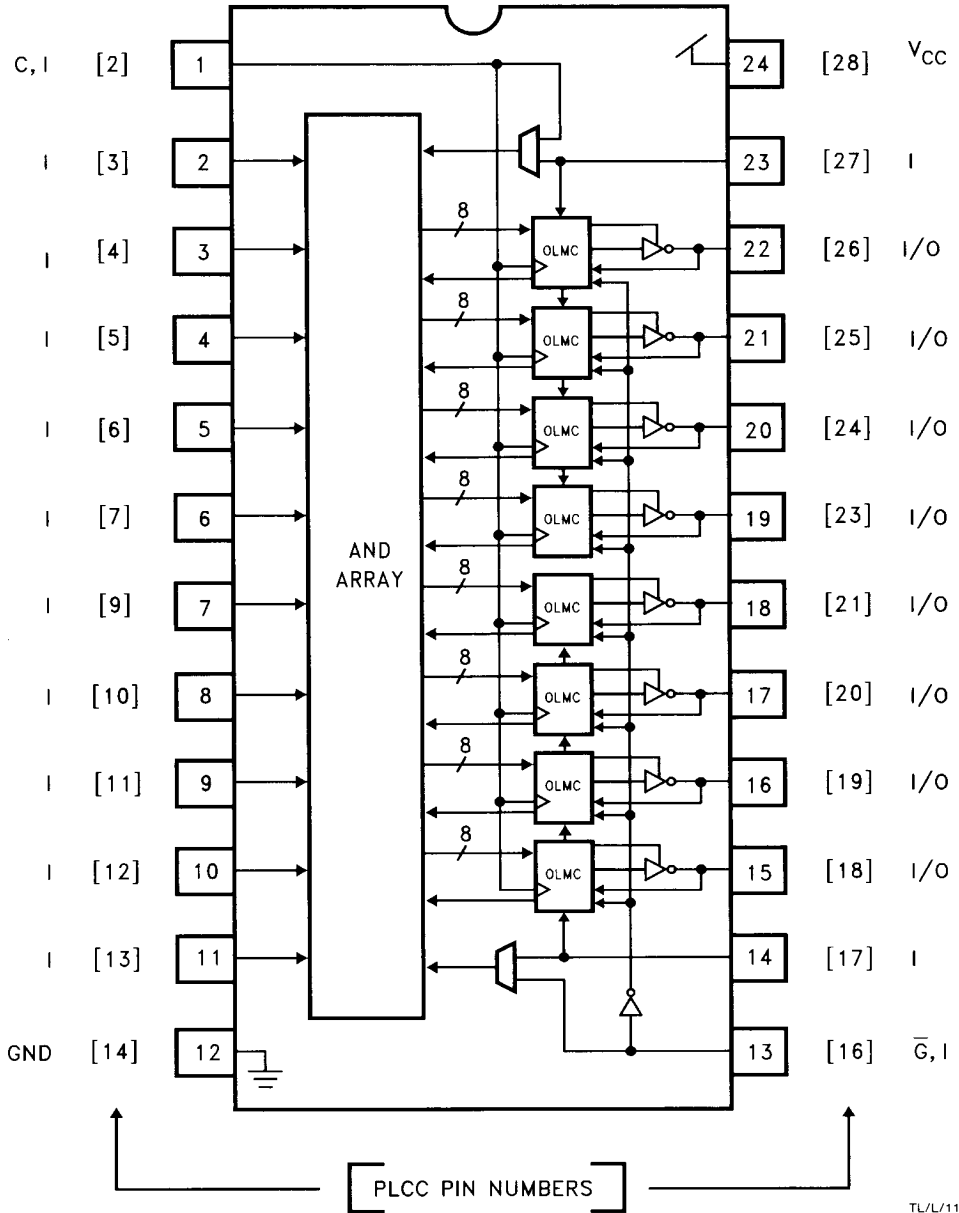 C, I [2] 1 24 [28] VCC
I [3] 2 23 [27] I
8
OLMC
I [4] 3 22 [26] I/O
8
OLMC
I [5] 4 21 [25] I/O
8
OLMC
I [6] 5 20 [24] I/O
8
OLMC
I [7] 6 19 [23] I/O
AND
ARRAY
8
OLMC
I [9] 7 18 [21] I/O
8
OLMC
I [10] 8 17 [20] I/O
8
OLMC
I [11] 9 16 [19] I/O
8
OLMC
I [12] 10 15 [18] I/O
I [13] 11 14 [17] I
GND [14] 12 13 [16] G̅, I
[PLCC PIN NUMBERS]
TL/L/11